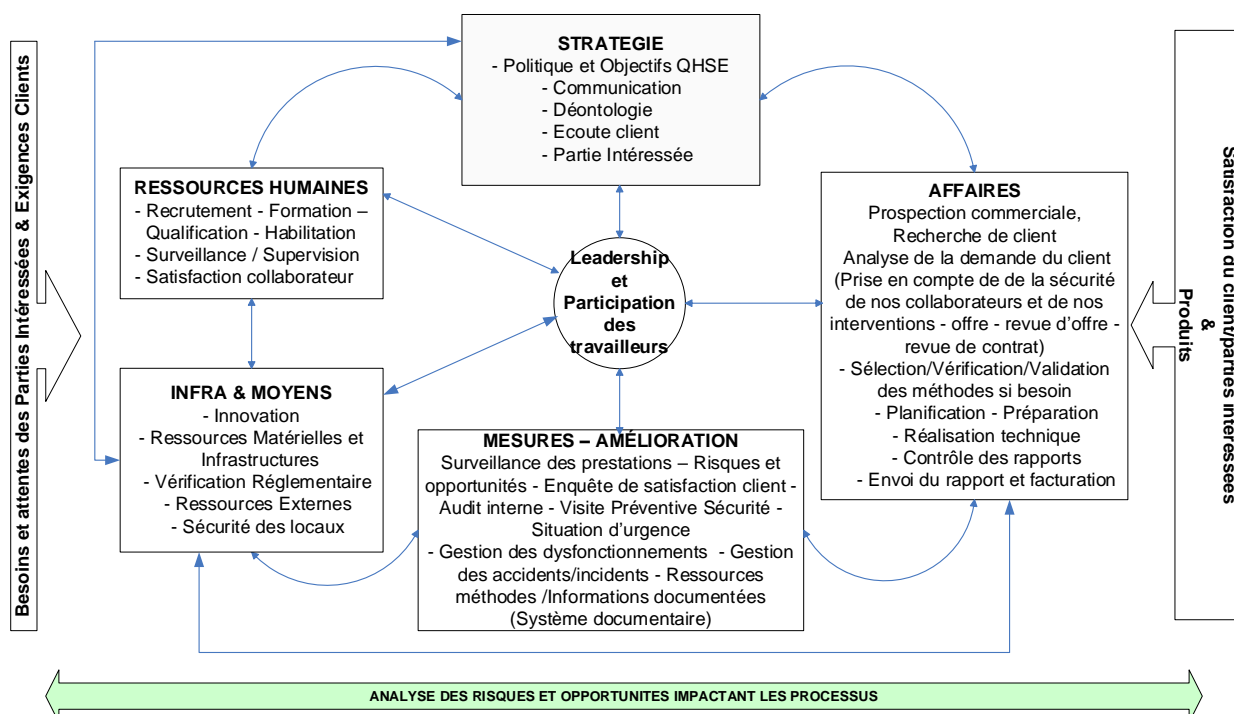 Besoins et attentes des Parties Intéressées & Exigences Clients
STRATEGIE
- Politique et Objectifs QHSE
- Communication
- Déontologie
- Ecoute client
- Partie Intéressée
RESSOURCES HUMAINES
- Recrutement - Formation –
Qualification - Habilitation
- Surveillance / Supervision
- Satisfaction collaborateur
Leadership
et
Participation
des
travailleurs
AFFAIRES
Prospection commerciale,
Recherche de client
Analyse de la demande du client
(Prise en compte de de la sécurité
de nos collaborateurs et de nos
interventions - offre - revue d’offre -
revue de contrat)
- Sélection/Vérification/Validation
des méthodes si besoin
- Planification - Préparation
- Réalisation technique
- Contrôle des rapports
- Envoi du rapport et facturation
INFRA & MOYENS
- Innovation
- Ressources Matérielles et
Infrastructures
- Vérification Réglementaire
- Ressources Externes
- Sécurité des locaux
MESURES – AMÉLIORATION
Surveillance des prestations – Risques et
opportunités - Enquête de satisfaction client -
Audit interne - Visite Préventive Sécurité -
Situation d’urgence
- Gestion des dysfonctionnements - Gestion
des accidents/incidents - Ressources
méthodes /Informations documentées
(Système documentaire)
Satisfaction du client/parties interessées
&
Produits
ANALYSE DES RISQUES ET OPPORTUNITES IMPACTANT LES PROCESSUS